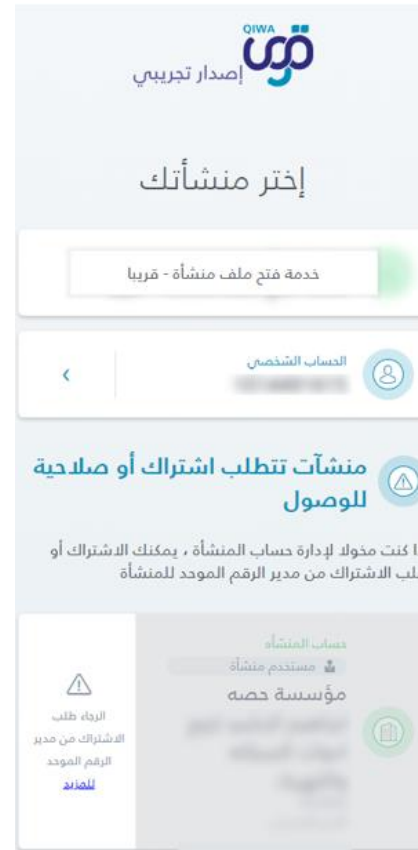 QIWA
قوى
إصدار تجريبي
إختر منشأتك
خدمة فتح ملف منشأة - قريبا
الحساب الشخصي
منشآت تتطلب اشتراك أو صلاحية
للوصول
كنت مخولا لإدارة حساب المنشأة ، يمكنك الاشتراك أو
الاشتراك من مدير الرقم الموحد للمنشأة
حساب المنشأه
مستخدم منشأة
مؤسسة حصه
الرجاء طلب
الاشتراك من مدير
الرقم الموحد
للمزيد